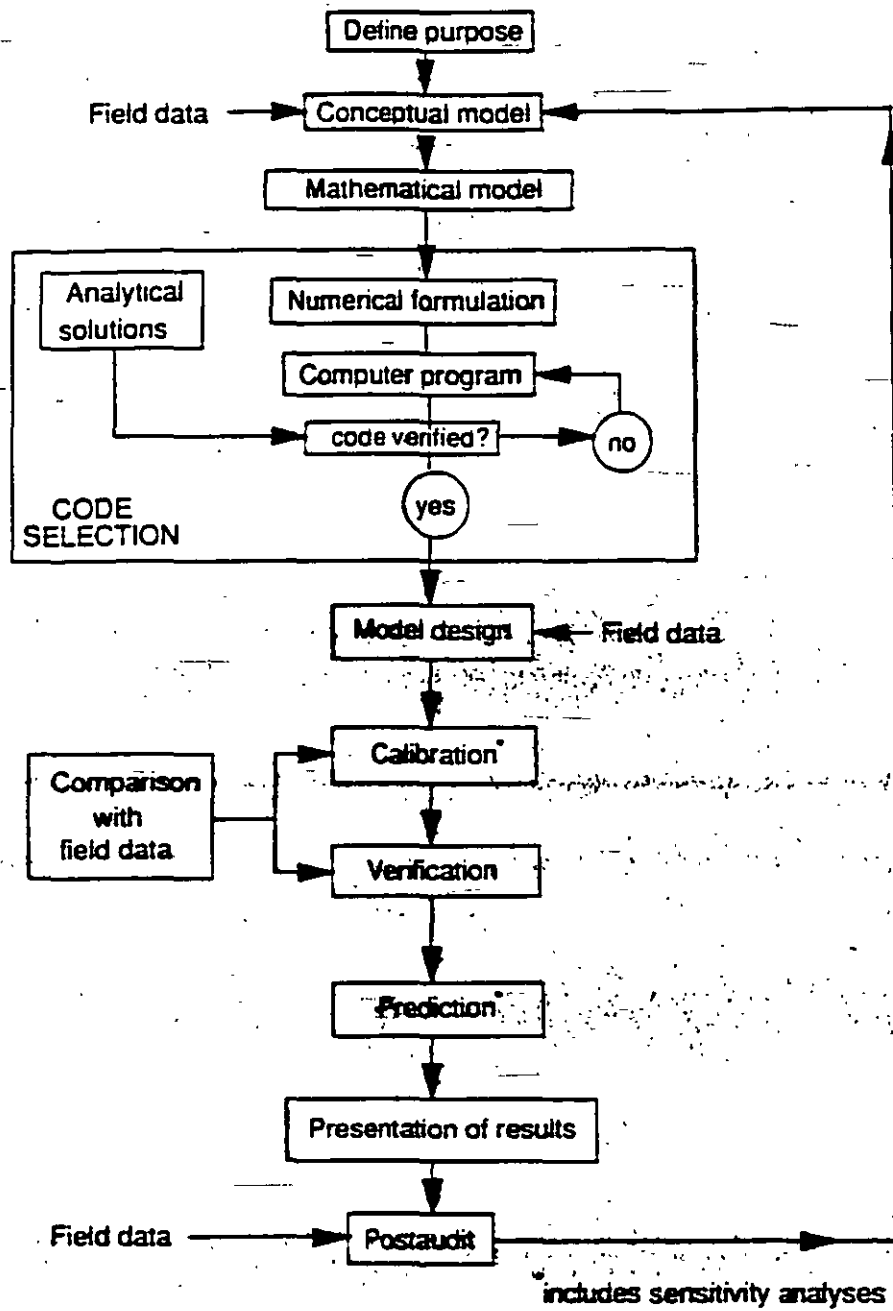 Define purpose
Field data
Conceptual model
Mathematical model
Analytical
solutions
Numerical formulation
Computer program
code verified?
no
yes
CODE
SELECTION
Model design
Field data
Calibration*
Comparison
with
field data
Verification
Prediction*
Presentation of results
Field data
Postaudit
*includes sensitivity analyses